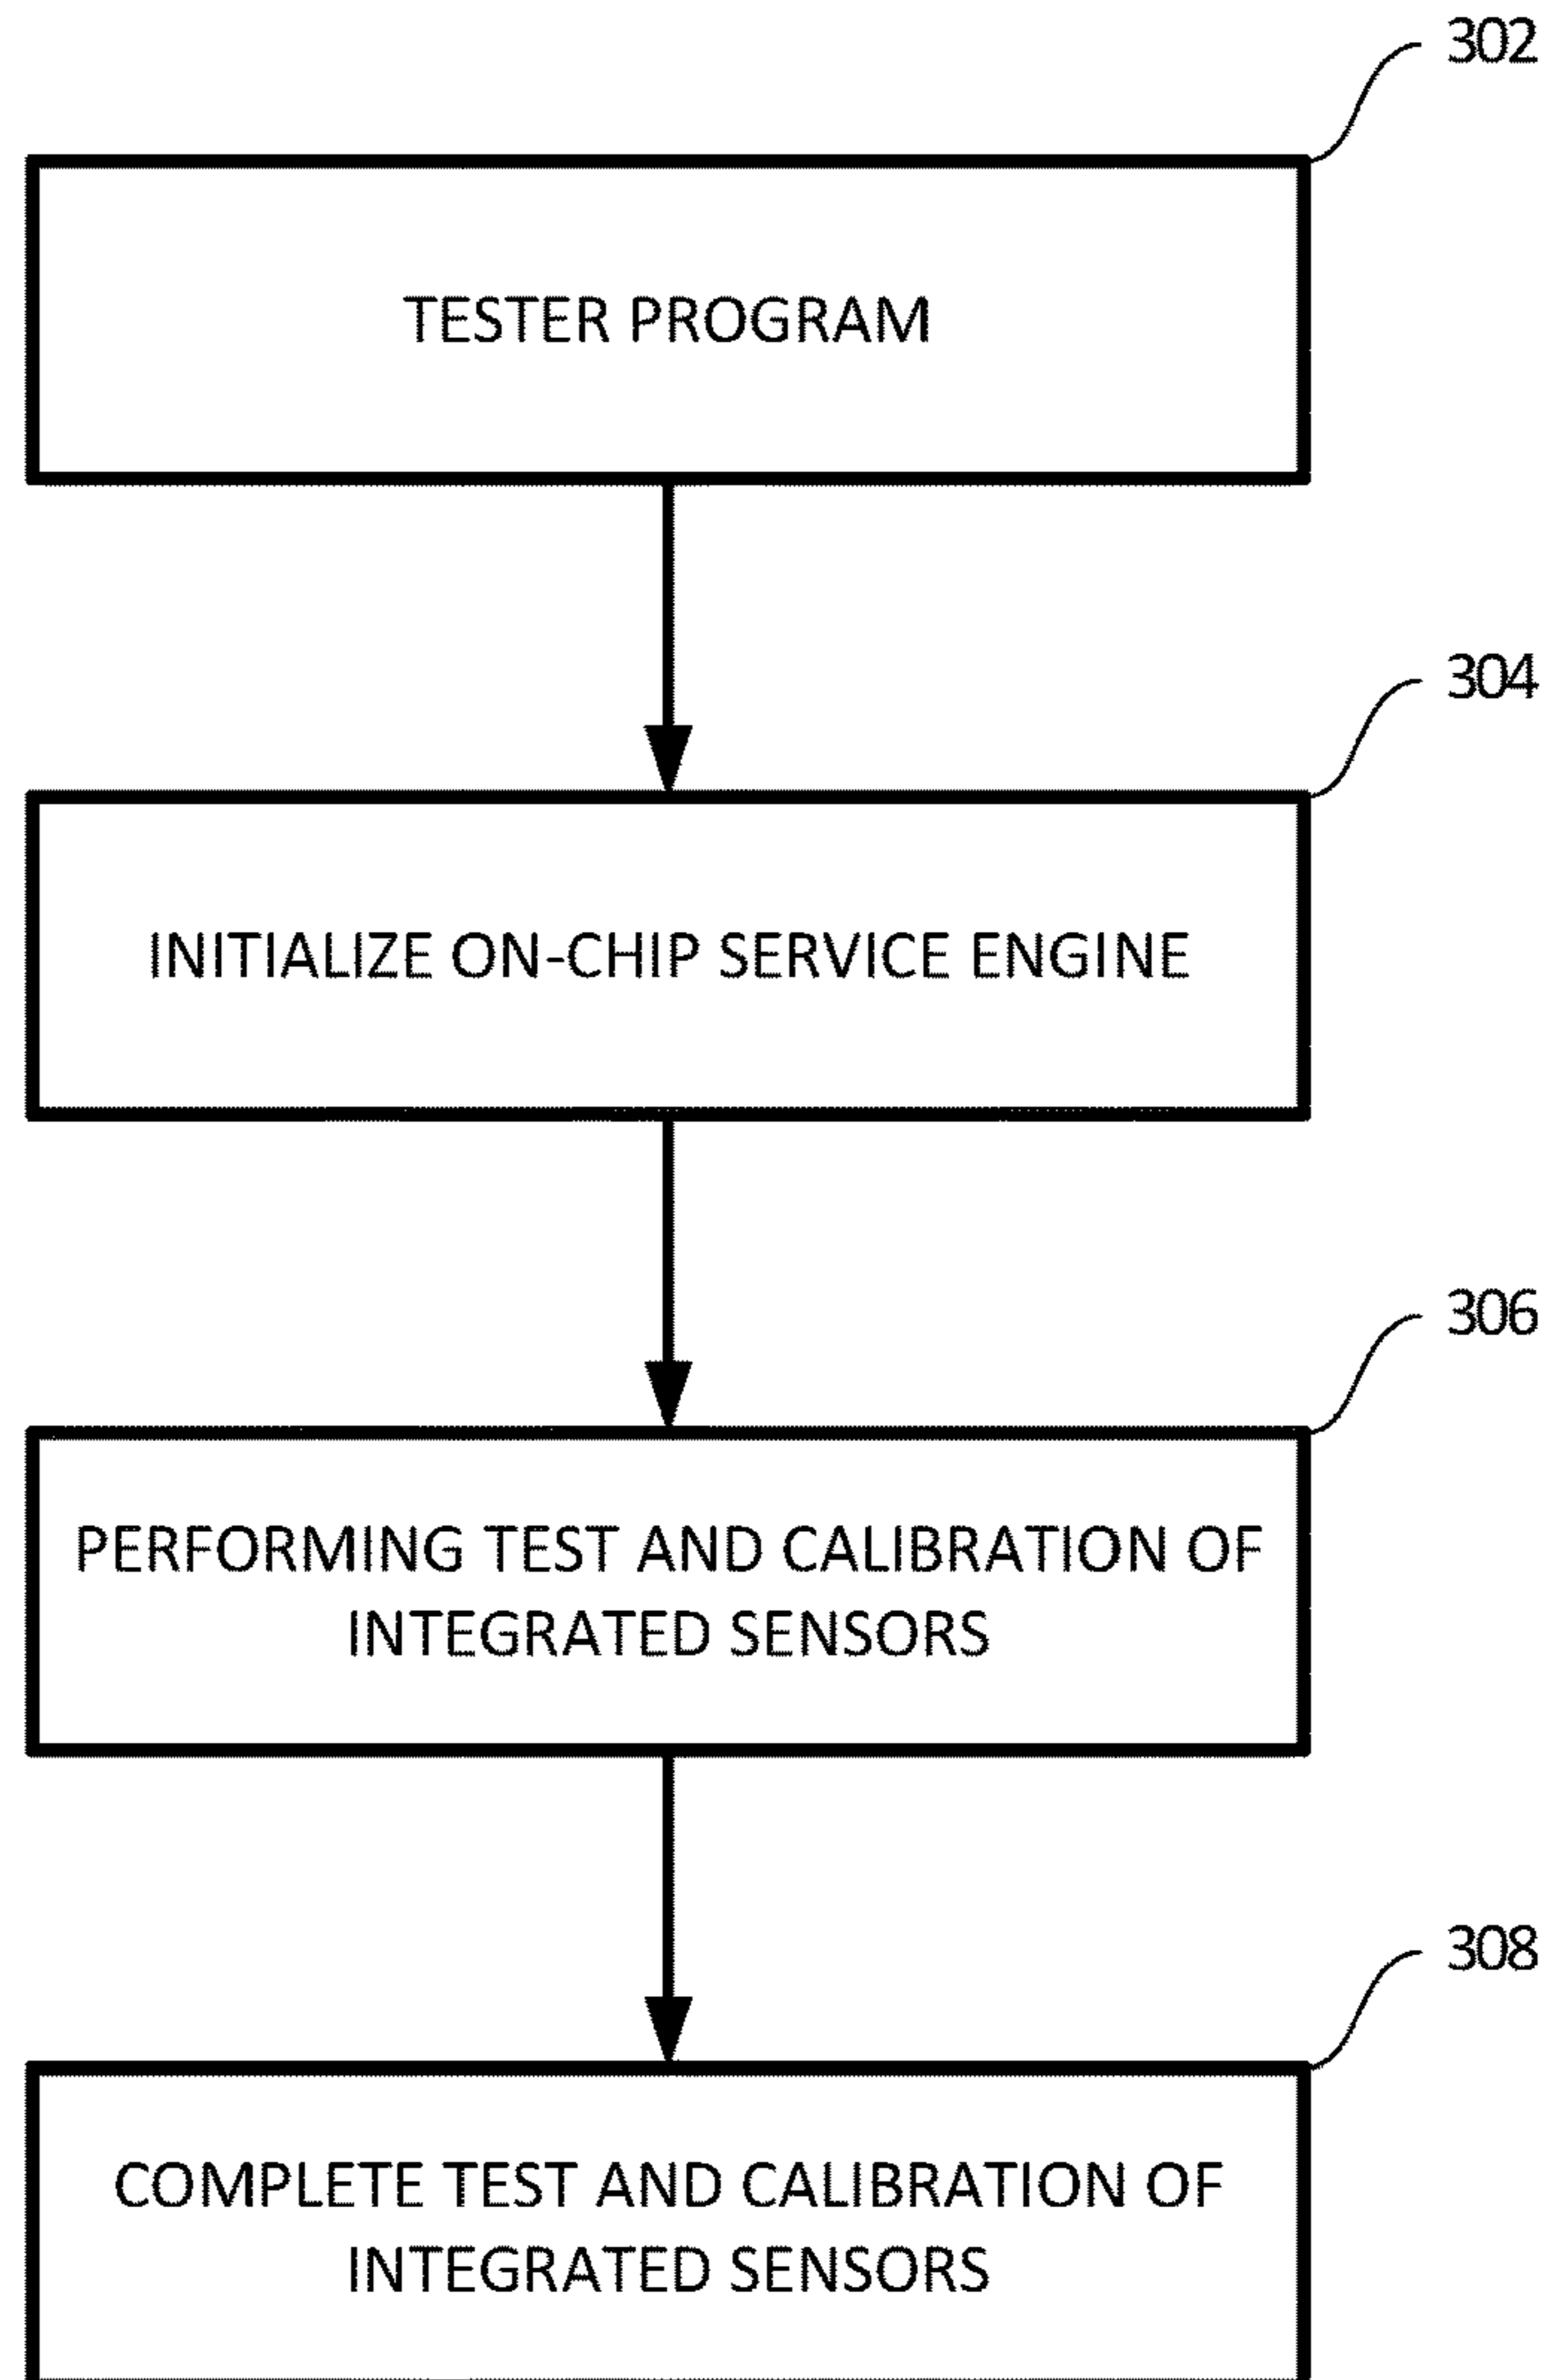 302
TESTER PROGRAM
304
INITIALIZE ON-CHIP SERVICE ENGINE
306
PERFORMING TEST AND CALIBRATION OF
INTEGRATED SENSORS
308
COMPLETE TEST AND CALIBRATION OF
INTEGRATED SENSORS